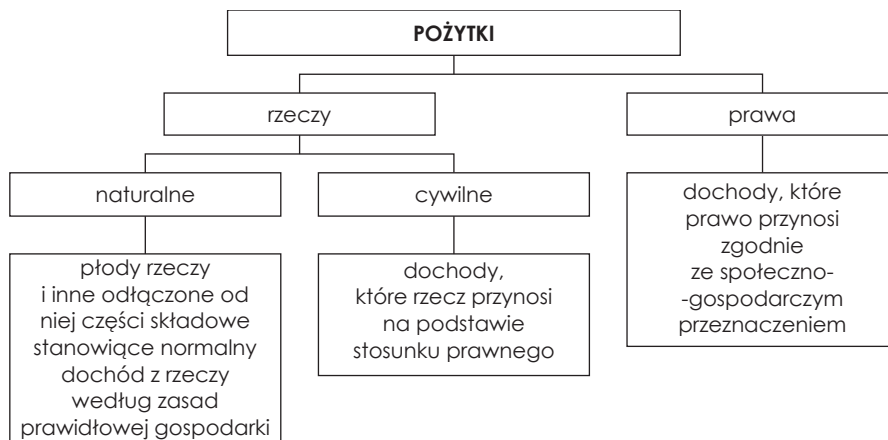 POŻYTKI
rzeczy
prawa
naturalne
cywilne
płody rzeczy
i inne odłączone od
niej części składowe
stanowiące normalny
dochód z rzeczy
według zasad
prawidłowej gospodarki
dochody,
które rzecz przynosi
na podstawie
stosunku prawnego
dochody, które
prawo przynosi
zgodnie
ze społeczno-
-gospodarczym
przeznaczeniem